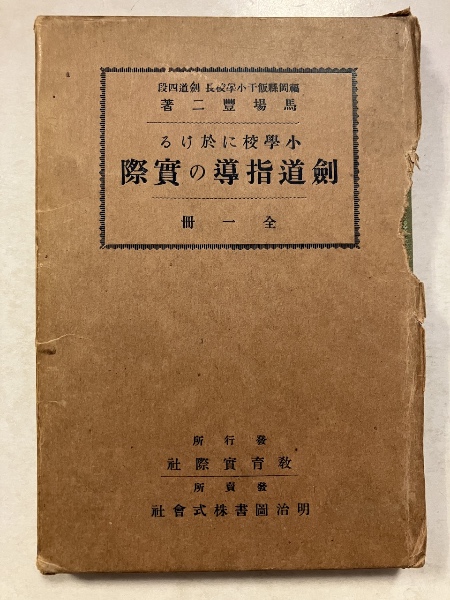 福岡縣飯干小學校長 劍道四段
馬場豐二著
小學校に於ける
劍道指導の實際
全一冊
發行所
教育實際社
發賣所
明治圖書株式會社